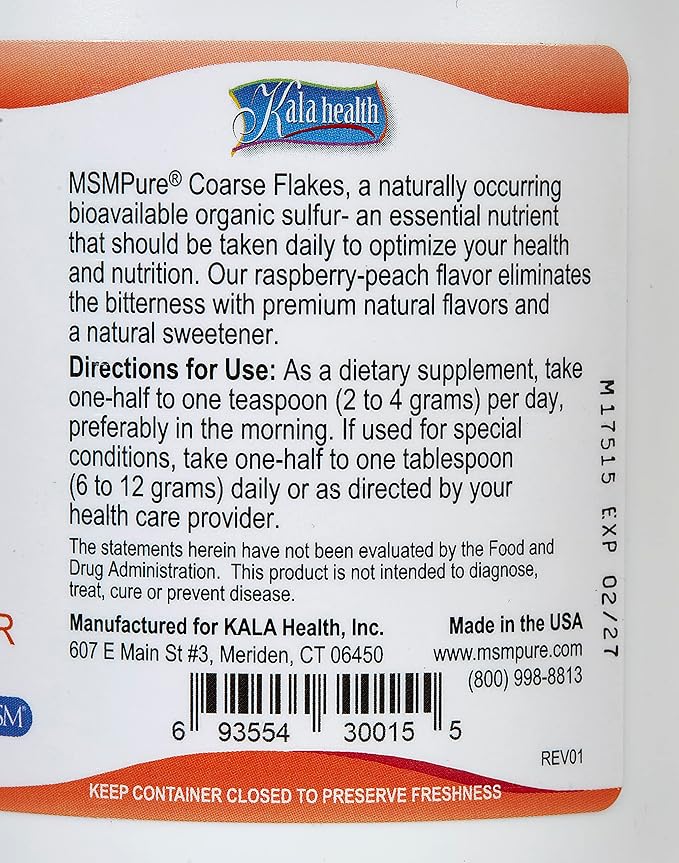 Kala health
MSMPure® Coarse Flakes, a naturally occurring
bioavailable organic sulfur- an essential nutrient
that should be taken daily to optimize your health
and nutrition. Our raspberry-peach flavor eliminates
the bitterness with premium natural flavors and
a natural sweetener.
Directions for Use: As a dietary supplement, take
one-half to one teaspoon (2 to 4 grams) per day,
preferably in the morning. If used for special
conditions, take one-half to one tablespoon
(6 to 12 grams) daily or as directed by your
health care provider.
The statements herein have not been evaluated by the Food and
Drug Administration. This product is not intended to diagnose,
treat, cure or prevent disease.
Manufactured for KALA Health, Inc.
607 E Main St #3, Meriden, CT 06450
Made in the USA
www.msmpure.com
(800) 998-8813
6 93554 30015 5
REV01
KEEP CONTAINER CLOSED TO PRESERVE FRESHNESS
M17515 EXP 02/27
R
SM